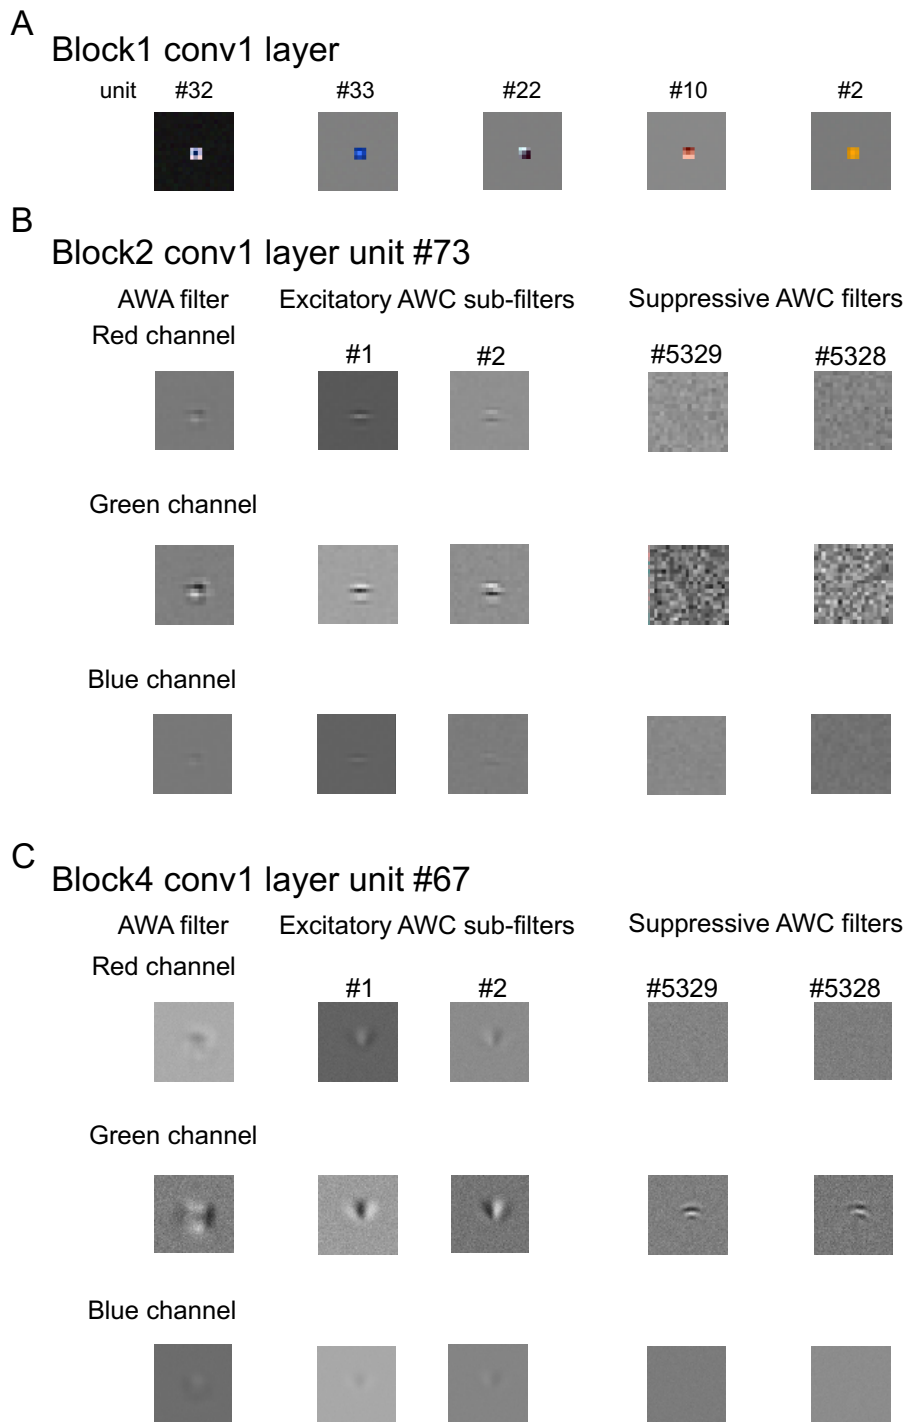 A
Block1 conv1 layer
unit #32 #33 #22 #10 #2
B
Block2 conv1 layer unit #73
AWA filter Excitatory AWC sub-filters Suppressive AWC filters
Red channel
#1 #2 #5329 #5328
Green channel
Blue channel
C
Block4 conv1 layer unit #67
AWA filter Excitatory AWC sub-filters Suppressive AWC filters
Red channel
#1 #2 #5329 #5328
Green channel
Blue channel